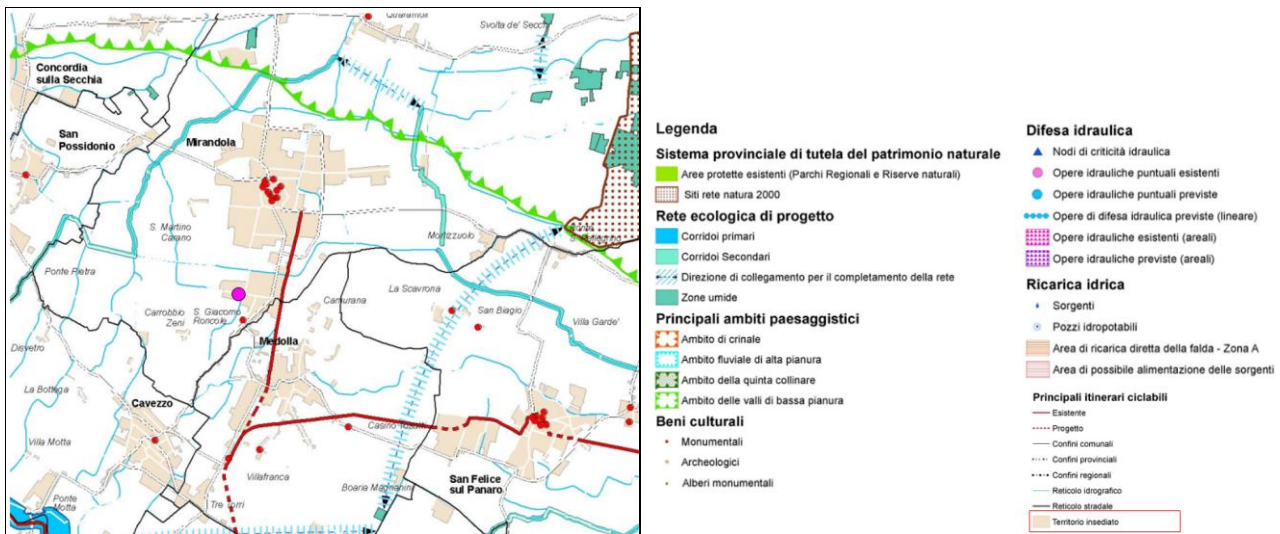 Quarantoli
Svolta de' Secchi
Concordia
sulla Secchia
San
Possidonio
Mirandola
S. Martino
Carano
Mortizzuolo
Ponte Pietra
La Scavrona
Camurana
San Biagio
Villa Garde'
Carrobbio
Zeni
S. Giacomo
Roncole
Disvetro
Medolla
La Bottega
Cavezzo
Villa Motta
Villafranca
San Felice
sul Panaro
Ponte
Motta
Tre Torri
Legenda
Sistema provinciale di tutela del patrimonio naturale
Aree protette esistenti (Parchi Regionali e Riserve naturali)
Siti rete natura 2000
Rete ecologica di progetto
Corridoi primari
Corridoi Secondari
Direzione di collegamento per il completamento della rete
Zone umide
Principali ambiti paesaggistici
Ambito di crinale
Ambito fluviale di alta pianura
Ambito della quinta collinare
Ambito delle valli di bassa pianura
Beni culturali
Monumentali
Archeologici
Alberi monumentali
Difesa idraulica
Nodi di criticità idraulica
Opere idrauliche puntuali esistenti
Opere idrauliche puntuali previste
Opere di difesa idraulica previste (lineare)
Opere idrauliche esistenti (areali)
Opere idrauliche previste (areali)
Ricarica idrica
Sorgenti
Pozzi idropotabili
Area di ricarica diretta della falda - Zona A
Area di possibile alimentazione delle sorgenti
Principali itinerari ciclabili
Esistente
Progetto
Confini comunali
Confini provinciali
Confini regionali
Reticolo idrografico
Reticolo stradale
Territorio insediato